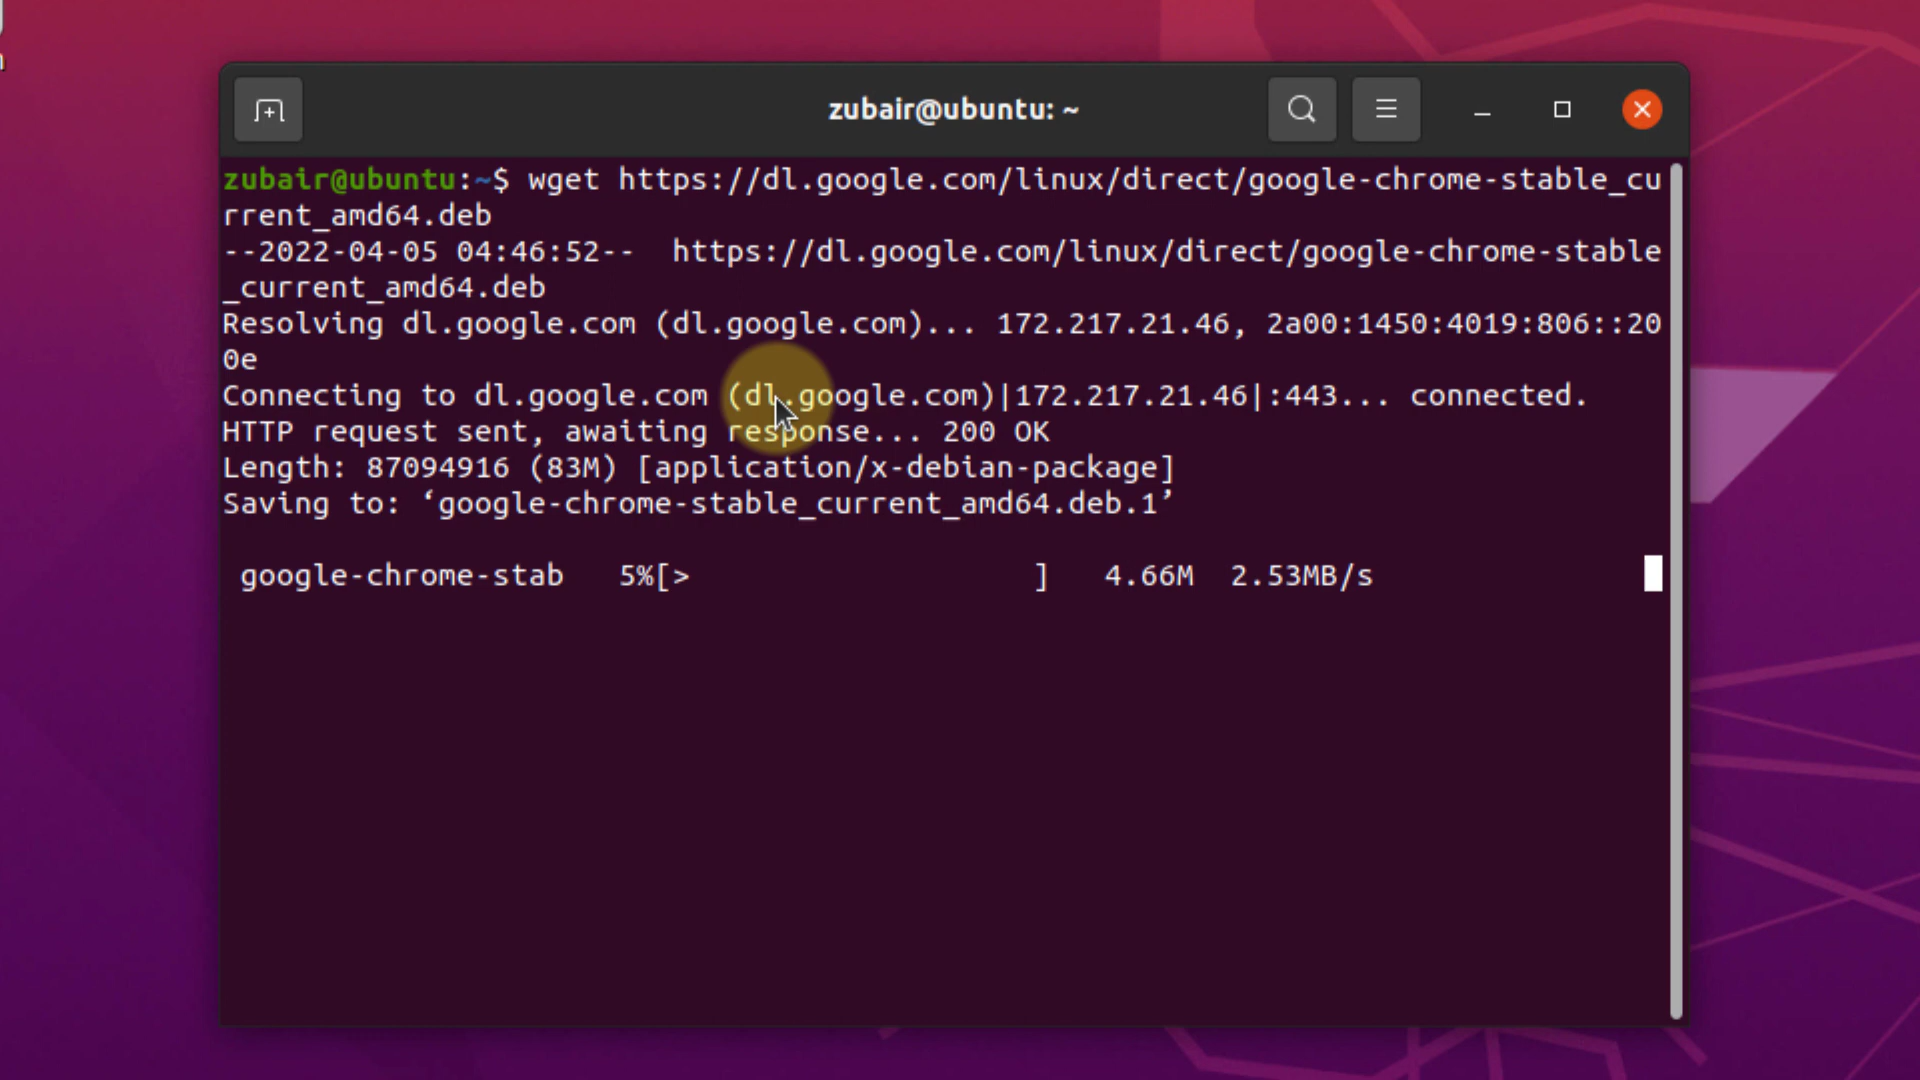 zubair@ubuntu: ~
zubair@ubuntu:~$ wget https://dl.google.com/linux/direct/google-chrome-stable_cu
rrent_amd64.deb
--2022-04-05 04:46:52--  https://dl.google.com/linux/direct/google-chrome-stable
_current_amd64.deb
Resolving dl.google.com (dl.google.com)... 172.217.21.46, 2a00:1450:4019:806::20
0e
Connecting to dl.google.com (dl.google.com)|172.217.21.46|:443... connected.
HTTP request sent, awaiting response... 200 OK
Length: 87094916 (83M) [application/x-debian-package]
Saving to: ‘google-chrome-stable_current_amd64.deb.1’
google-chrome-stab   5%[>                   ]   4.66M  2.53MB/s